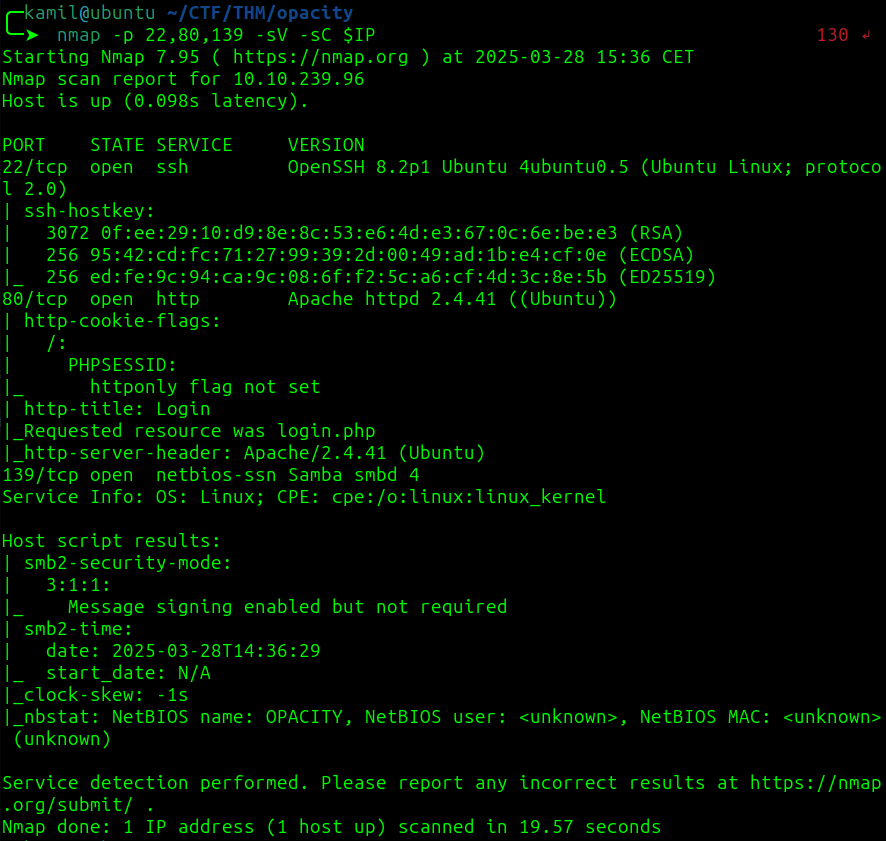 kamil@ubuntu ~/CTF/THM/opacity
➤ nmap -p 22,80,139 -sV -sC $IP 130 ↲
Starting Nmap 7.95 ( https://nmap.org ) at 2025-03-28 15:36 CET
Nmap scan report for 10.10.239.96
Host is up (0.098s latency).

PORT    STATE SERVICE     VERSION
22/tcp  open  ssh         OpenSSH 8.2p1 Ubuntu 4ubuntu0.5 (Ubuntu Linux; protoco
l 2.0)
| ssh-hostkey:
|   3072 0f:ee:29:10:d9:8e:8c:53:e6:4d:e3:67:0c:6e:be:e3 (RSA)
|   256 95:42:cd:fc:71:27:99:39:2d:00:49:ad:1b:e4:cf:0e (ECDSA)
|_  256 ed:fe:9c:94:ca:9c:08:6f:f2:5c:a6:cf:4d:3c:8e:5b (ED25519)
80/tcp  open  http        Apache httpd 2.4.41 ((Ubuntu))
| http-cookie-flags:
|   /:
|     PHPSESSID:
|_      httponly flag not set
| http-title: Login
|_Requested resource was login.php
|_http-server-header: Apache/2.4.41 (Ubuntu)
139/tcp open  netbios-ssn Samba smbd 4
Service Info: OS: Linux; CPE: cpe:/o:linux:linux_kernel

Host script results:
| smb2-security-mode:
|   3:1:1:
|_    Message signing enabled but not required
| smb2-time:
|   date: 2025-03-28T14:36:29
|_  start_date: N/A
|_clock-skew: -1s
|_nbstat: NetBIOS name: OPACITY, NetBIOS user: <unknown>, NetBIOS MAC: <unknown>
 (unknown)

Service detection performed. Please report any incorrect results at https://nmap
.org/submit/ .
Nmap done: 1 IP address (1 host up) scanned in 19.57 seconds